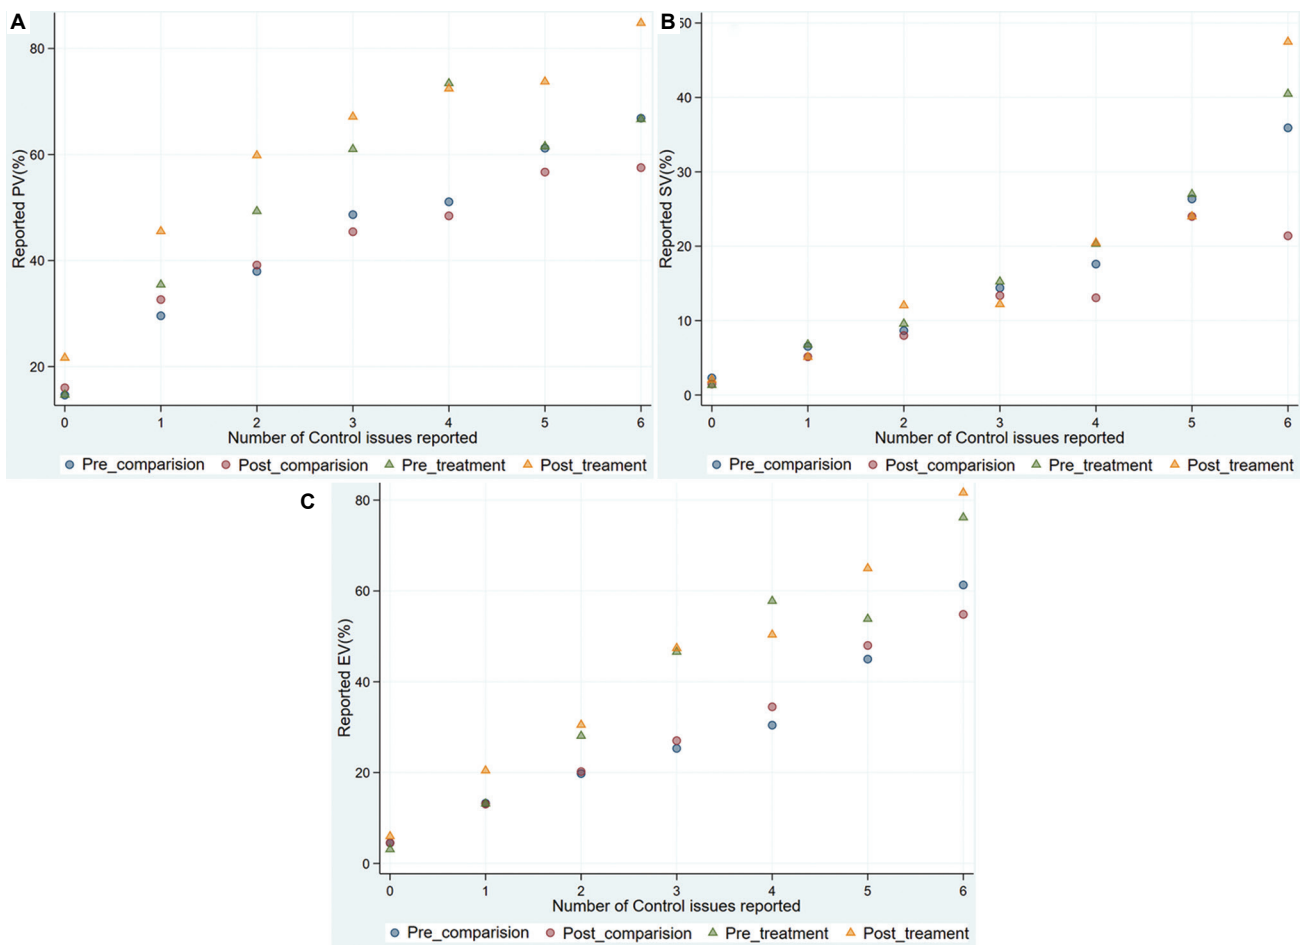 A
Reported PV(%)
80
60
40
20
0 1 2 3 4 5 6
Number of Control issues reported
Pre_comparision Post_comparision Pre_treatment Post_treament
B
Reported SV(%)
50
40
30
20
10
0
0 1 2 3 4 5 6
Number of Control issues reported
Pre_comparision Post_comparision Pre_treatment Post_treament
C
Reported EV(%)
80
60
40
20
0
0 1 2 3 4 5 6
Number of Control issues reported
Pre_comparision Post_comparision Pre_treatment Post_treament